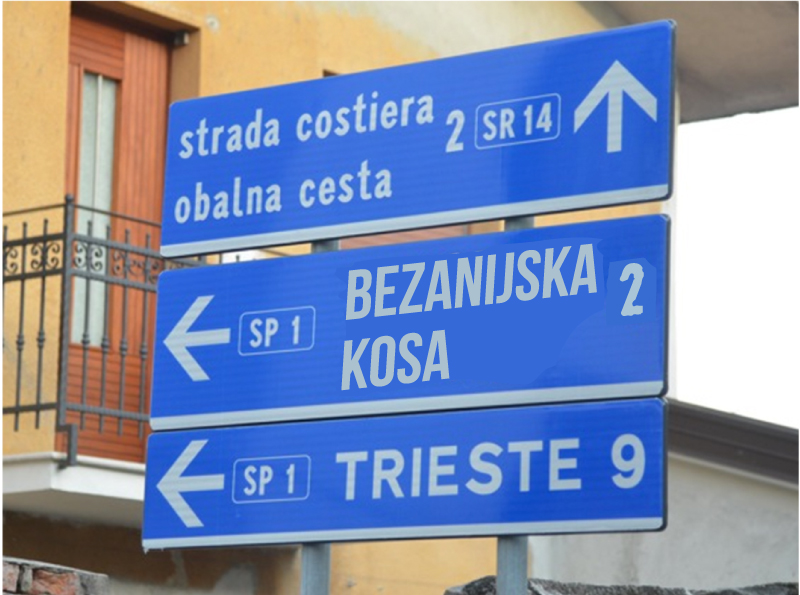 strada costiera 2 SR 14
obalna cesta
SP 1 BEZANIJSKA 2
KOSA
SP 1 TRIESTE 9